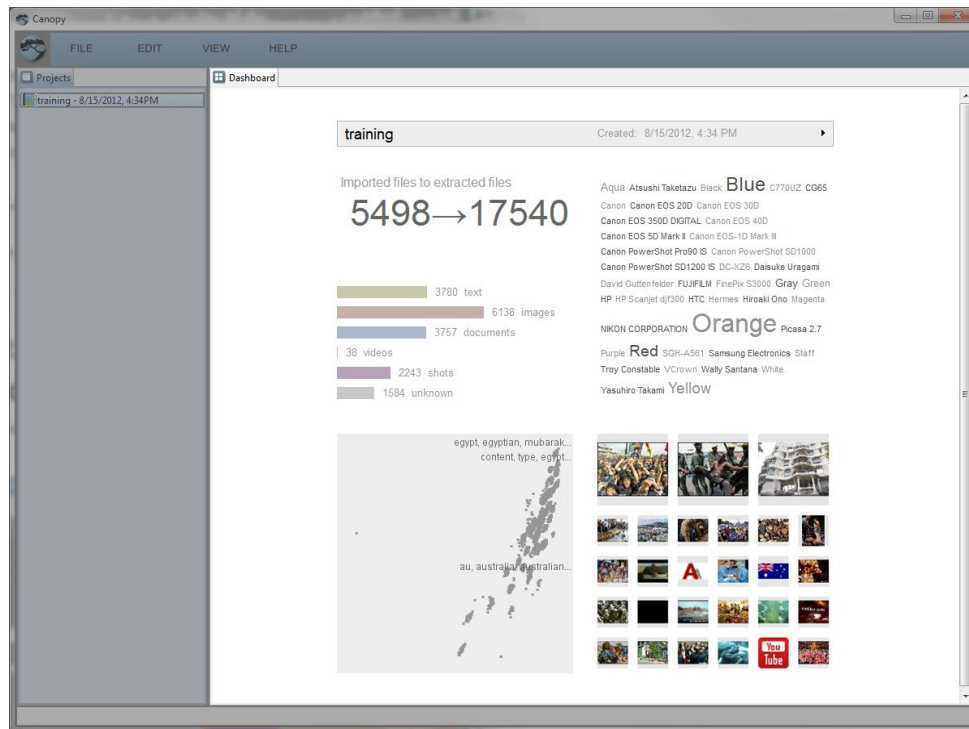 Canopy
FILE EDIT VIEW HELP
Projects
Dashboard
training - 8/15/2012, 4:34PM
training
Created: 8/15/2012, 4:34 PM
Imported files to extracted files
5498→17540
3780 text
6138 images
3757 documents
38 videos
2243 shots
1584 unknown
Aqua Atsushi Taketazu Black Blue C770UZ CG65
Canon Canon EOS 20D Canon EOS 30D
Canon EOS 350D DIGITAL Canon EOS 40D
Canon EOS 5D Mark II Canon EOS-1D Mark III
Canon PowerShot Pro90 IS Canon PowerShot SD1000
Canon PowerShot SD1200 IS DC-XZ6 Daisuke Uragami
David Guttenfelder FUJIFILM FinePix S3000 Gray Green
HP HP Scanjet djf300 HTC Hermes Hiroaki Ono Magenta
NIKON CORPORATION Orange Picasa 2.7
Purple Red SGH-A561 Samsung Electronics Staff
Troy Constable VCrown Wally Santana White
Yasuhiro Takami Yellow
egypt, egyptian, mubarak...
content, type, egypt...
au, australia, australian...
A
You
Tube